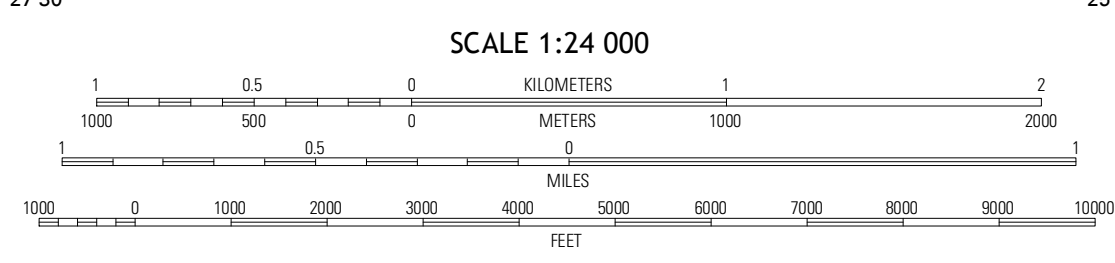 27'30"
25'
SCALE 1:24 000
1 0.5 0 KILOMETERS 1 2
1000 500 0 METERS 1000 2000
1 0.5 0 1
MILES
1000 0 1000 2000 3000 4000 5000 6000 7000 8000 9000 10000
FEET